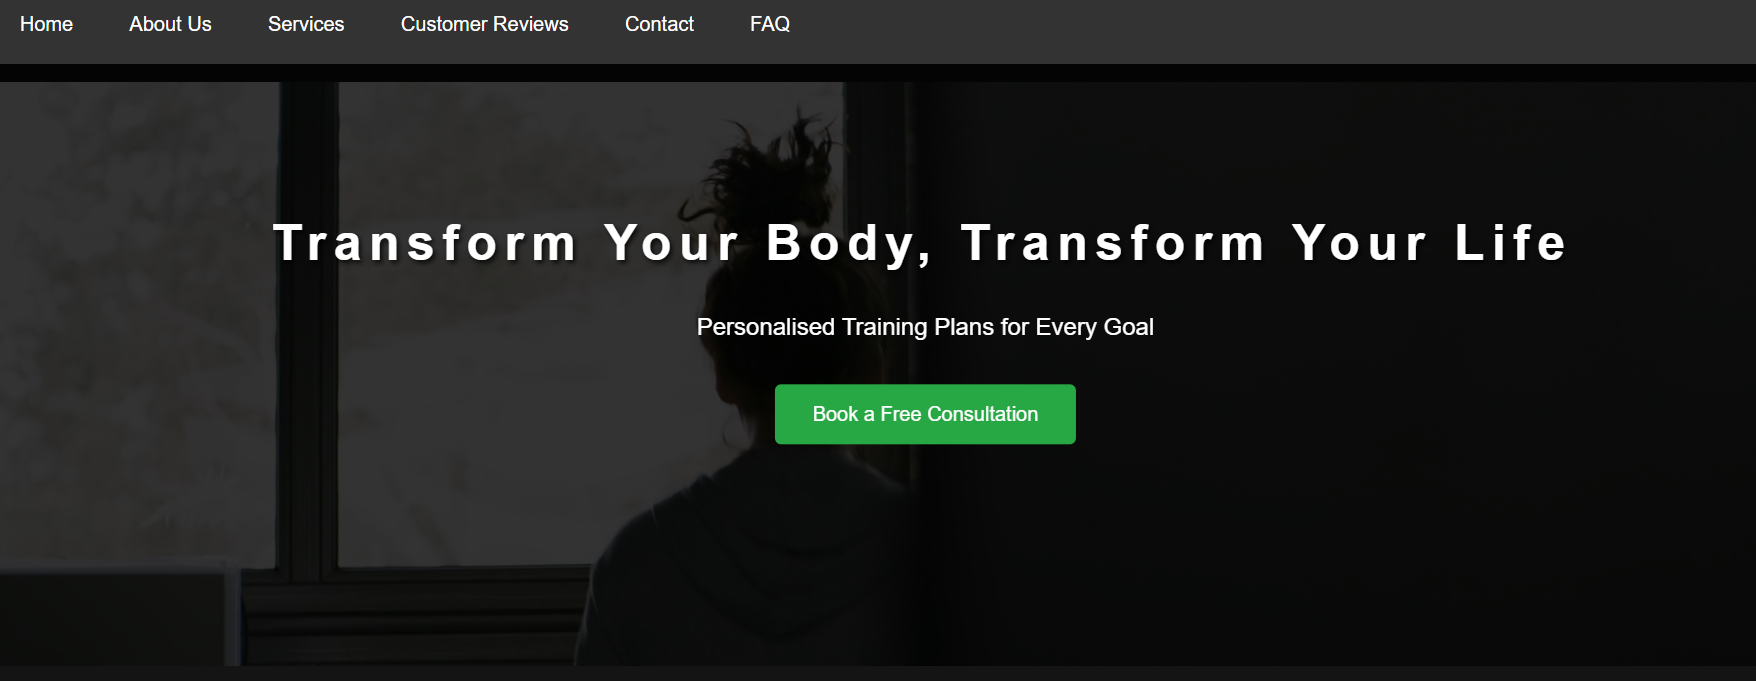 Home About Us Services Customer Reviews Contact FAQ
Transform Your Body, Transform Your Life
Personalised Training Plans for Every Goal
Book a Free Consultation